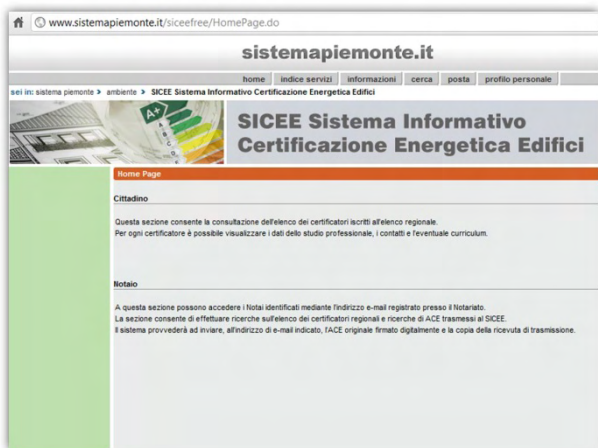 www.sistemapiemonte.it/siceefree/HomePage.do
sistemapiemonte.it
home indice servizi informazioni cerca posta profilo personale
sei in: sistema piemonte > ambiente > SICEE Sistema Informativo Certificazione Energetica Edifici
A+
SICEE Sistema Informativo
Certificazione Energetica Edifici
Home Page
Cittadino
Questa sezione consente la consultazione dell'elenco dei certificatori iscritti all'elenco regionale.
Per ogni certificatore è possibile visualizzare i dati dello studio professionale, i contatti e l'eventuale curriculum.
Notaio
A questa sezione possono accedere i Notai identificati mediante l'indirizzo e-mail registrato presso il Notariato.
La sezione consente di effettuare ricerche sull'elenco dei certificatori regionali e ricerche di ACE trasmessi al SICEE.
Il sistema provvederà ad inviare, all'indirizzo di e-mail indicato, l'ACE originale firmato digitalmente e la copia della ricevuta di trasmissione.